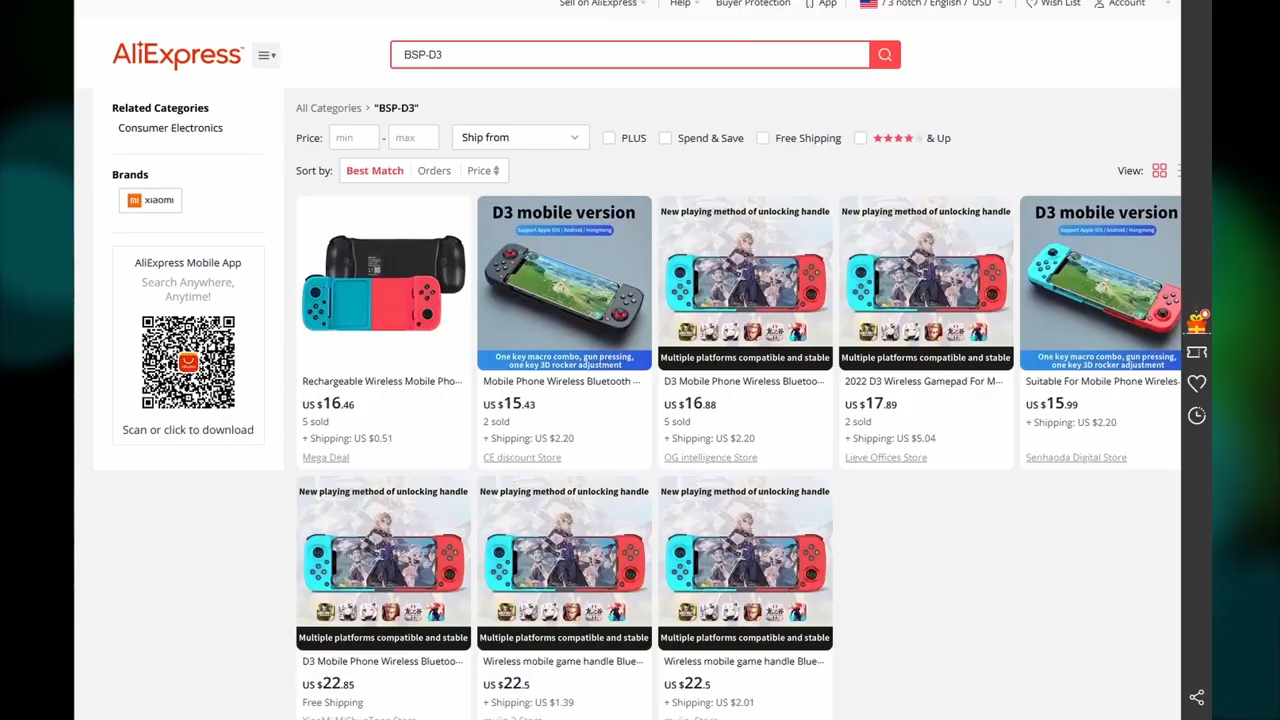 Sell on AliExpress
Help
Buyer Protection
App
/ 3 notch / English / USD
Wish List
Account
AliExpress
BSP-D3
Related Categories
Consumer Electronics
Brands
xiaomi
AliExpress Mobile App
Search Anywhere,
Anytime!
Scan or click to download
All Categories > "BSP-D3"
Price: min - max Ship from PLUS Spend & Save Free Shipping & Up
Sort by: Best Match Orders Price
View:
Rechargeable Wireless Mobile Pho...
US $16.46
5 sold
+ Shipping: US $0.51
Mega Deal
D3 mobile version
Support Apple IOS / Android / Hongmeng
One key macro combo, gun pressing,
one key 3D rocker adjustment
Mobile Phone Wireless Bluetooth ...
US $15.43
2 sold
+ Shipping: US $2.20
CE discount Store
New playing method of unlocking handle
Multiple platforms compatible and stable
D3 Mobile Phone Wireless Bluetoo...
US $16.88
5 sold
+ Shipping: US $2.20
OG intelligence Store
New playing method of unlocking handle
Multiple platforms compatible and stable
2022 D3 Wireless Gamepad For M...
US $17.89
2 sold
+ Shipping: US $5.04
Lieve Offices Store
D3 mobile version
Support Apple IOS / Android / Hongmeng
One key macro combo, gun pressing,
one key 3D rocker adjustment
Suitable For Mobile Phone Wireles
US $15.99
+ Shipping: US $2.20
Senhaoda Digital Store
New playing method of unlocking handle
Multiple platforms compatible and stable
D3 Mobile Phone Wireless Bluetoo...
US $22.85
Free Shipping
New playing method of unlocking handle
Multiple platforms compatible and stable
Wireless mobile game handle Blue...
US $22.5
+ Shipping: US $1.39
New playing method of unlocking handle
Multiple platforms compatible and stable
Wireless mobile game handle Blue...
US $22.5
+ Shipping: US $2.01